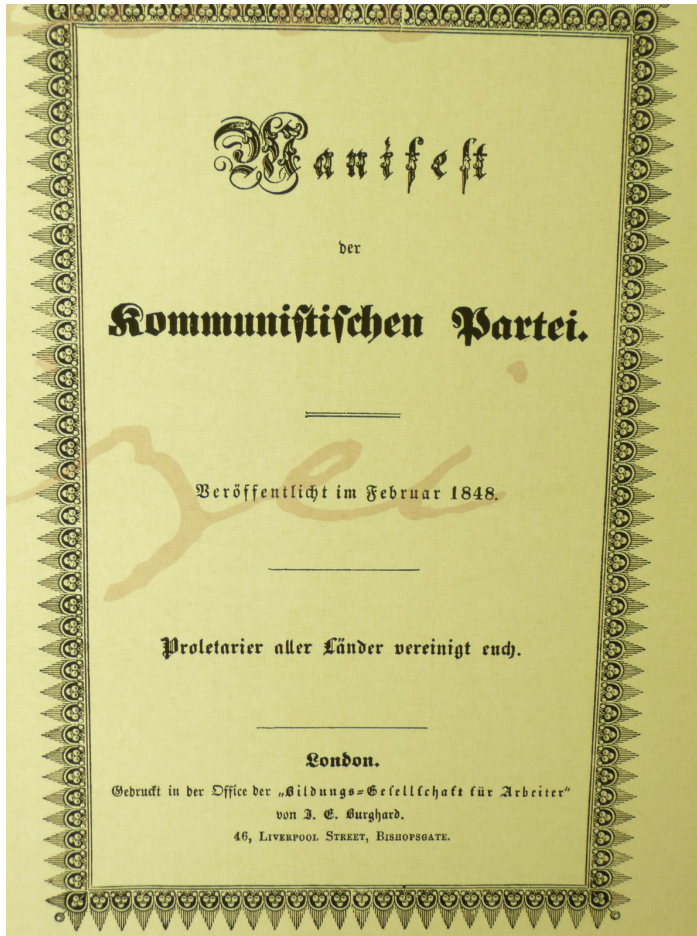 Manifest
der
Kommunistischen Partei.
Veröffentlicht im Februar 1848.
Proletarier aller Länder vereinigt euch.
London.
Gedruckt in der Office der „Bildungs=Gesellschaft für Arbeiter“
von J. E. Burghard.
46, LIVERPOOL STREET, BISHOPSGATE.